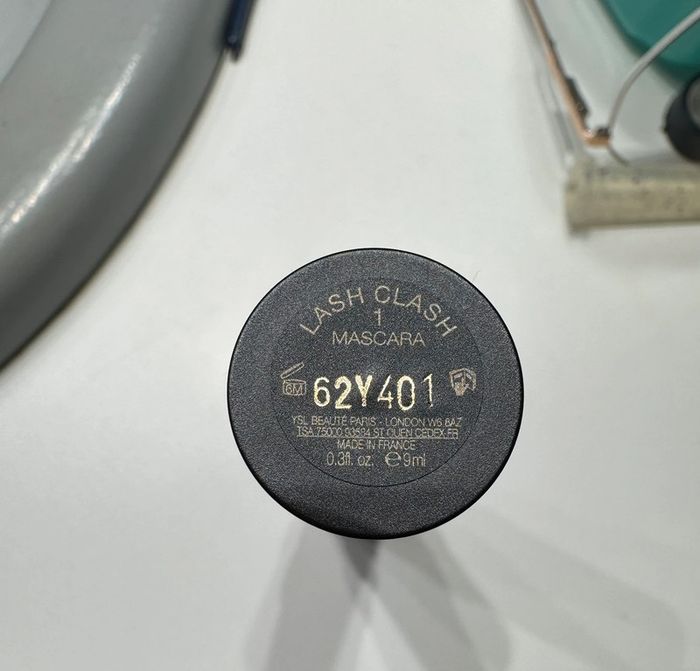 LASH CLASH
1
MASCARA
6M 62Y401
YSL BEAUTÉ PARIS - LONDON W6 8AZ
TSA 75000 93584 ST OUEN CEDEX FR
MADE IN FRANCE
0.3fl. oz. ℮9ml